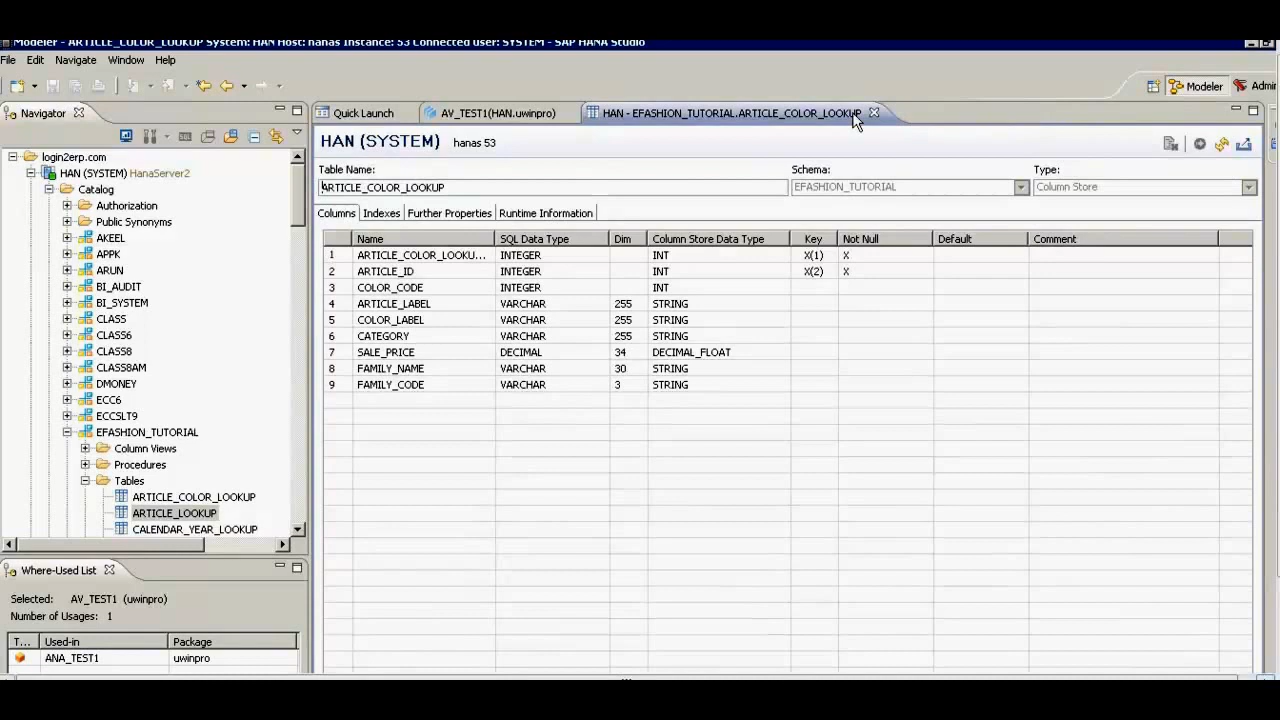 Modeler - ARTICLE_COLOR_LOOKUP System: HAN Host: hanas Instance: 53 Connected user: SYSTEM - SAP HANA Studio
File Edit Navigate Window Help
Modeler Admin
Navigator
login2erp.com
HAN (SYSTEM) HanaServer2
Catalog
Authorization
Public Synonyms
AKEEL
APPK
ARUN
BI_AUDIT
BI_SYSTEM
CLASS
CLASS6
CLASS8
CLASS8AM
DMONEY
ECC6
ECCSLT9
EFASHION_TUTORIAL
Column Views
Procedures
Tables
ARTICLE_COLOR_LOOKUP
ARTICLE_LOOKUP
CALENDAR_YEAR_LOOKUP
Where-Used List
Selected: AV_TEST1 (uwinpro)
Number of Usages: 1
T... Used-in Package
ANA_TEST1 uwinpro
Quick Launch AV_TEST1(HAN.uwinpro) HAN - EFASHION_TUTORIAL.ARTICLE_COLOR_LOOKUP
HAN (SYSTEM) hanas 53
Table Name: Schema: Type:
ARTICLE_COLOR_LOOKUP EFASHION_TUTORIAL Column Store
Columns Indexes Further Properties Runtime Information
Name SQL Data Type Dim Column Store Data Type Key Not Null Default Comment
1 ARTICLE_COLOR_LOOKU... INTEGER INT X(1) X
2 ARTICLE_ID INTEGER INT X(2) X
3 COLOR_CODE INTEGER INT
4 ARTICLE_LABEL VARCHAR 255 STRING
5 COLOR_LABEL VARCHAR 255 STRING
6 CATEGORY VARCHAR 255 STRING
7 SALE_PRICE DECIMAL 34 DECIMAL_FLOAT
8 FAMILY_NAME VARCHAR 30 STRING
9 FAMILY_CODE VARCHAR 3 STRING